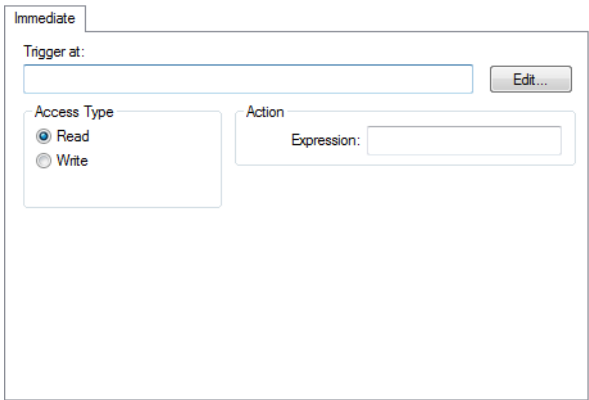 Immediate
Trigger at:
Edit...
Access Type
Read
Write
Action
Expression: